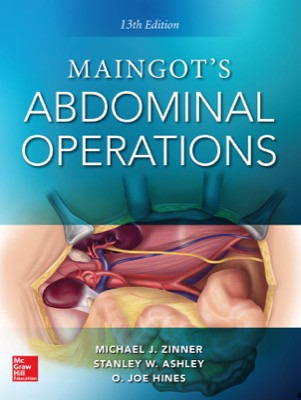 13th Edition
MAINGOT'S
ABDOMINAL
OPERATIONS
MICHAEL J. ZINNER
STANLEY W. ASHLEY
O. JOE HINES
Mc
Graw
Hill
Education